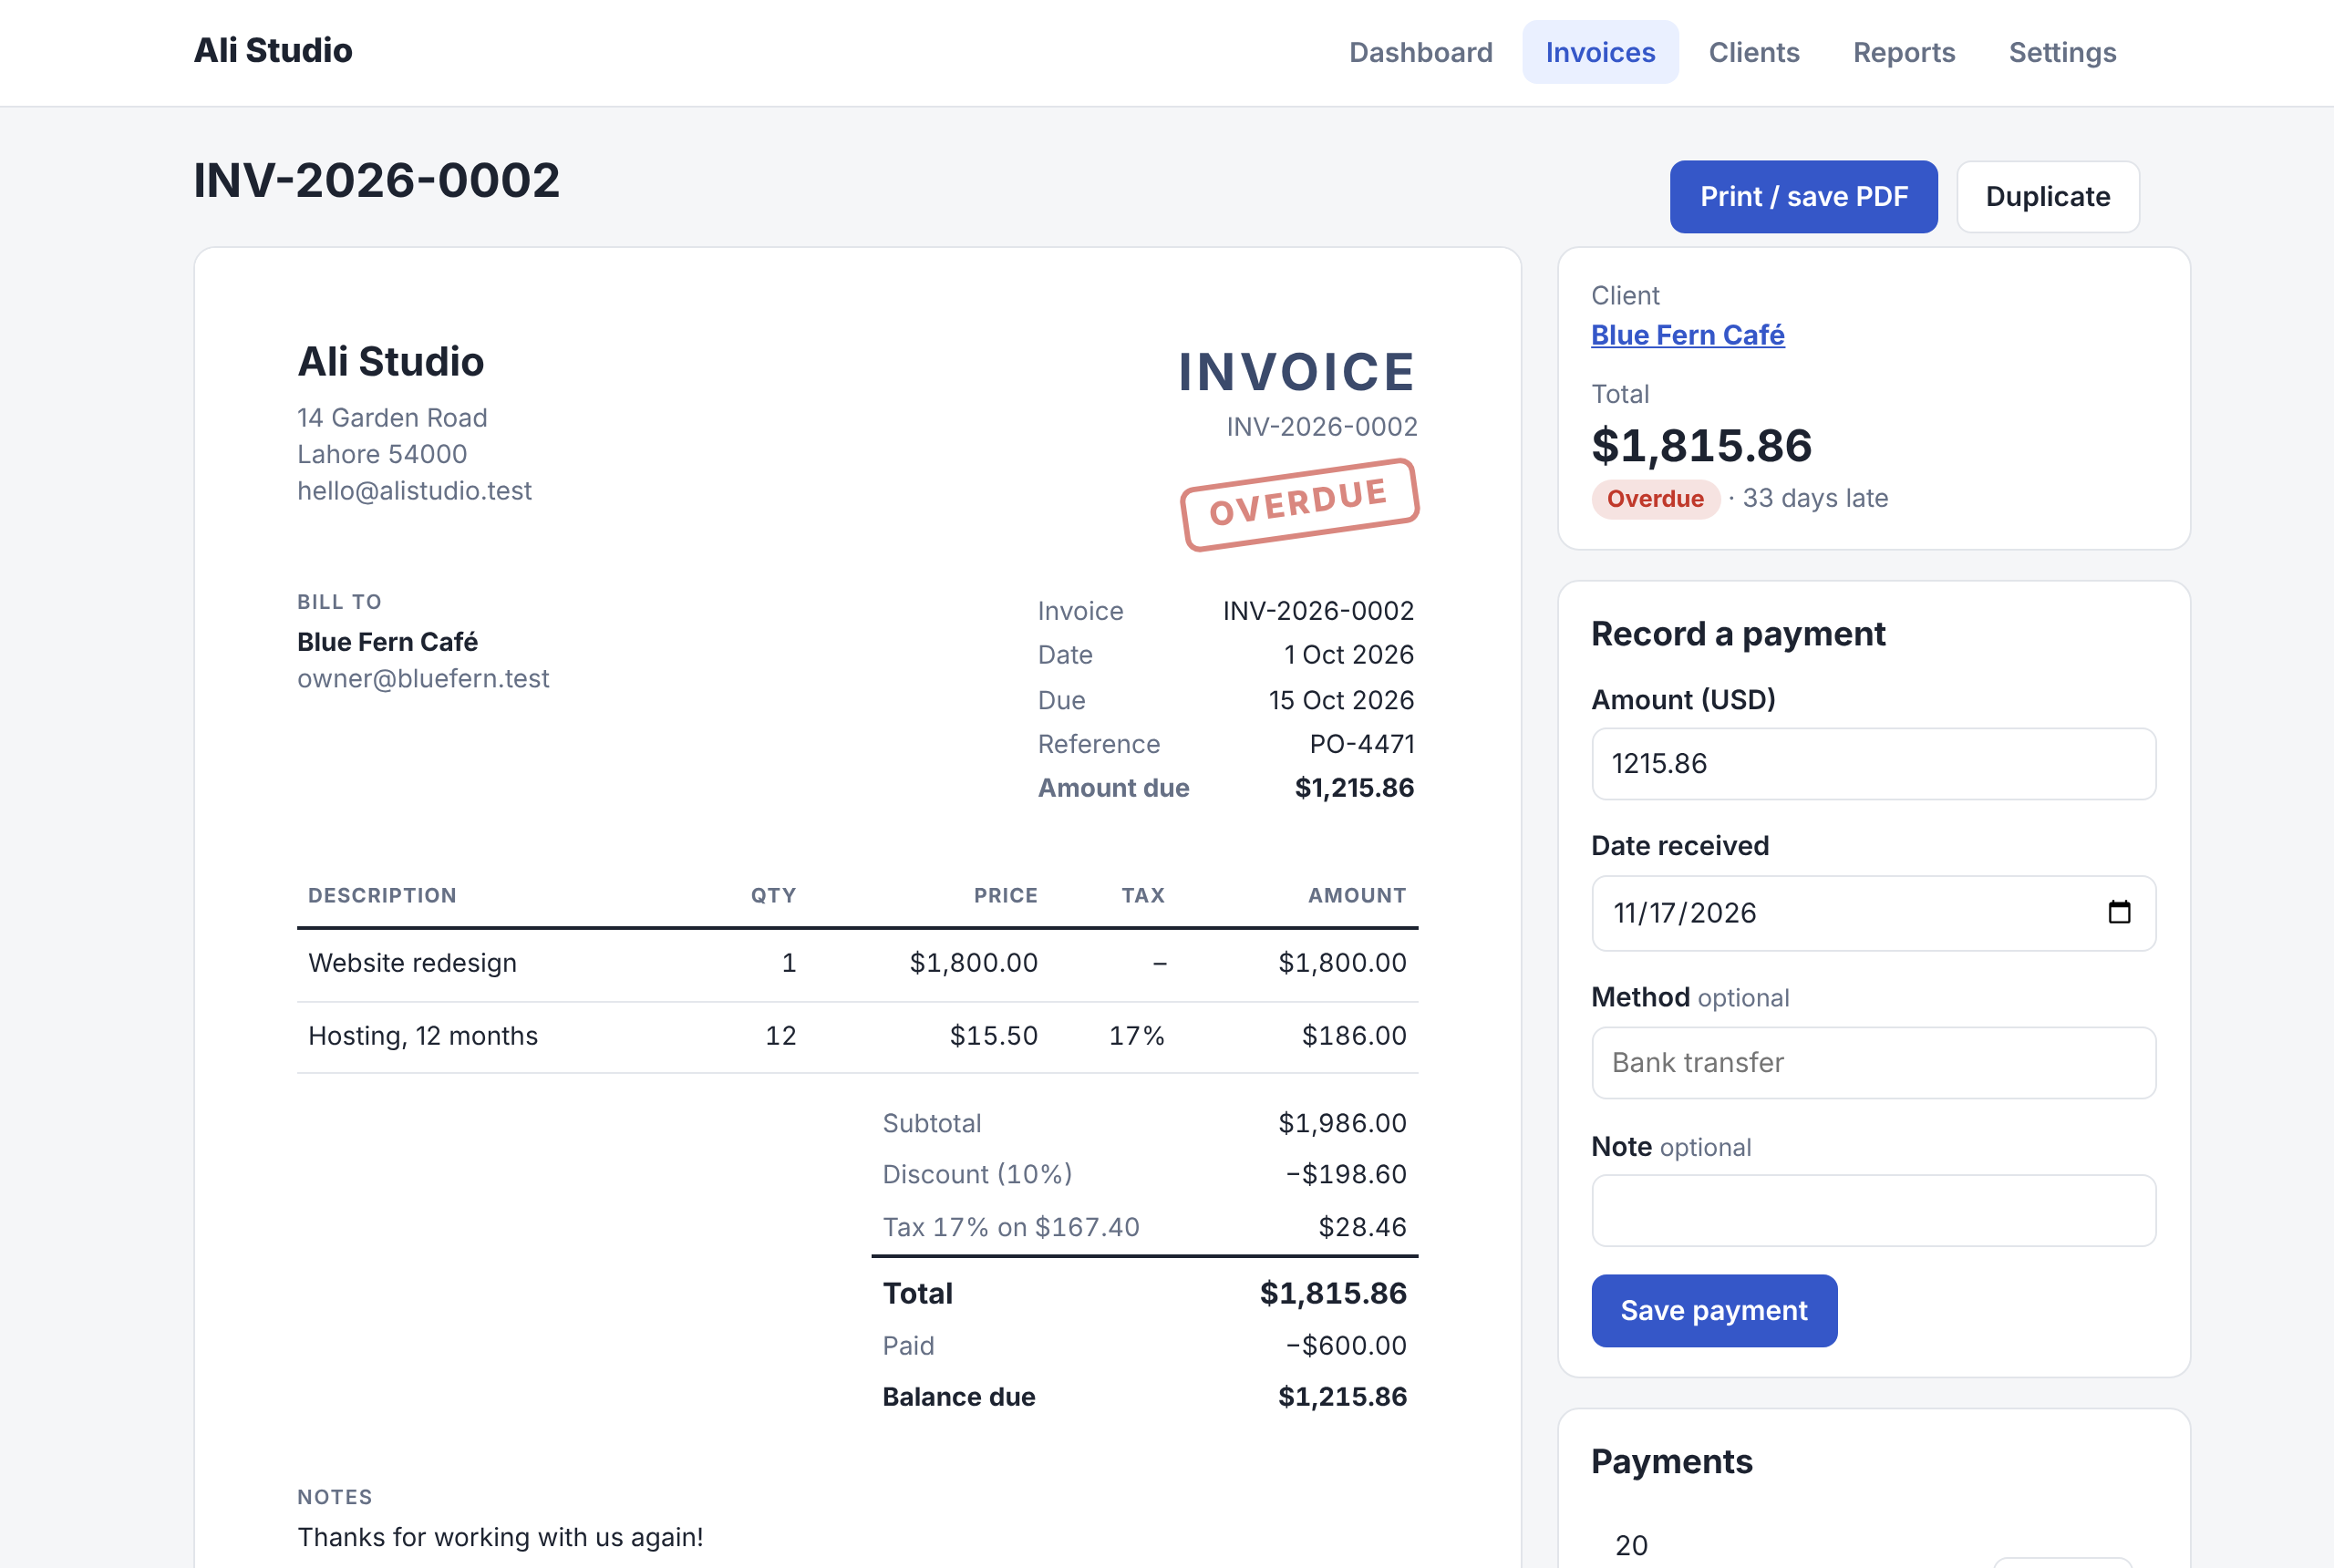 Ali Studio
Dashboard Invoices Clients Reports Settings
INV-2026-0002
Print / save PDF Duplicate
Ali Studio
14 Garden Road
Lahore 54000
hello@alistudio.test
INVOICE
INV-2026-0002
OVERDUE
BILL TO
Blue Fern Café
owner@bluefern.test
Invoice INV-2026-0002
Date 1 Oct 2026
Due 15 Oct 2026
Reference PO-4471
Amount due $1,215.86
DESCRIPTION QTY PRICE TAX AMOUNT
Website redesign 1 $1,800.00 – $1,800.00
Hosting, 12 months 12 $15.50 17% $186.00
Subtotal $1,986.00
Discount (10%) −$198.60
Tax 17% on $167.40 $28.46
Total $1,815.86
Paid −$600.00
Balance due $1,215.86
NOTES
Thanks for working with us again!
Client
Blue Fern Café
Total
$1,815.86
Overdue · 33 days late
Record a payment
Amount (USD)
1215.86
Date received
11/17/2026
Method optional
Bank transfer
Note optional
Save payment
Payments
20